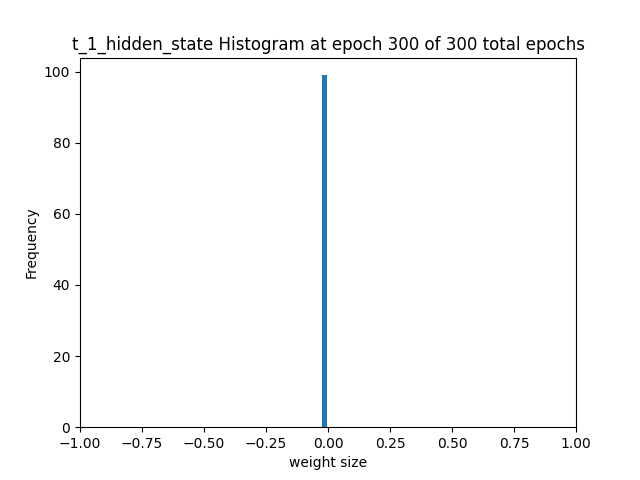 t_1_hidden_state Histogram at epoch 300 of 300 total epochs
100
80
60
40
20
0
Frequency
−1.00 −0.75 −0.50 −0.25 0.00 0.25 0.50 0.75 1.00
weight size